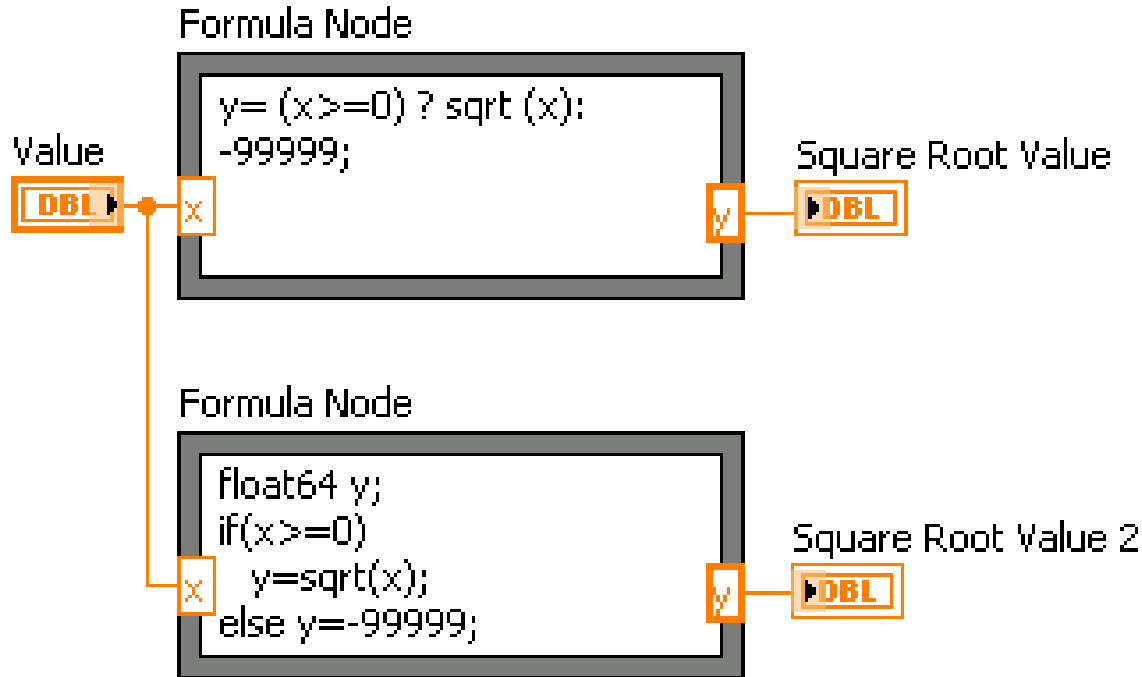 Formula Node
y= (x>=0) ? sqrt (x):
-99999;
Value
DBL
x
y
Square Root Value
DBL
Formula Node
float64 y;
if(x>=0)
y=sqrt(x);
else y=-99999;
x
y
Square Root Value 2
DBL